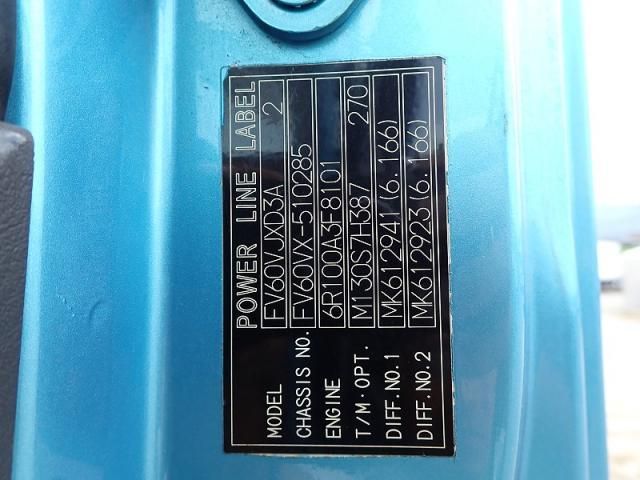 POWER LINE LABEL
MODEL FV60VJXD3A 2
CHASSIS NO. FV60VX-510285
ENGINE 6R100A3F8101
T/M·OPT. M130S7H387 270
DIFF.NO.1 MK612941(6.166)
DIFF.NO.2 MK612923(6.166)